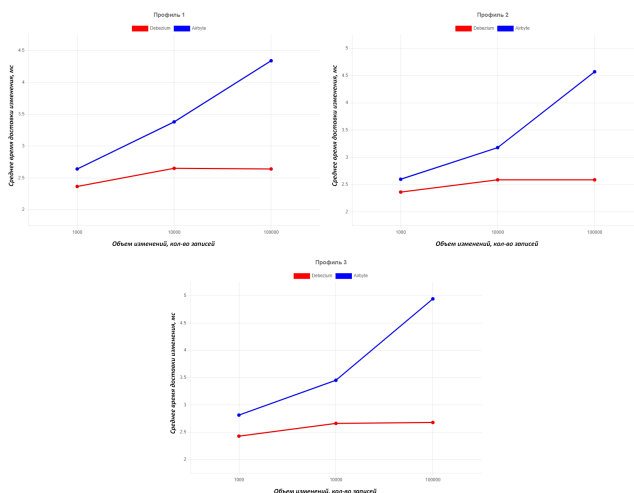 Профиль 1
Debezium Airbyte
Среднее время доставки изменения, мс
4.5
4
3.5
3
2.5
2
1000 10000 100000
Объем изменений, кол-во записей
Профиль 2
Debezium Airbyte
Среднее время доставки изменения, мс
5
4.5
4
3.5
3
2.5
2
1000 10000 100000
Объем изменений, кол-во записей
Профиль 3
Debezium Airbyte
Среднее время доставки изменения, мс
5
4.5
4
3.5
3
2.5
2
1000 10000 100000
Объем изменений, кол-во записей